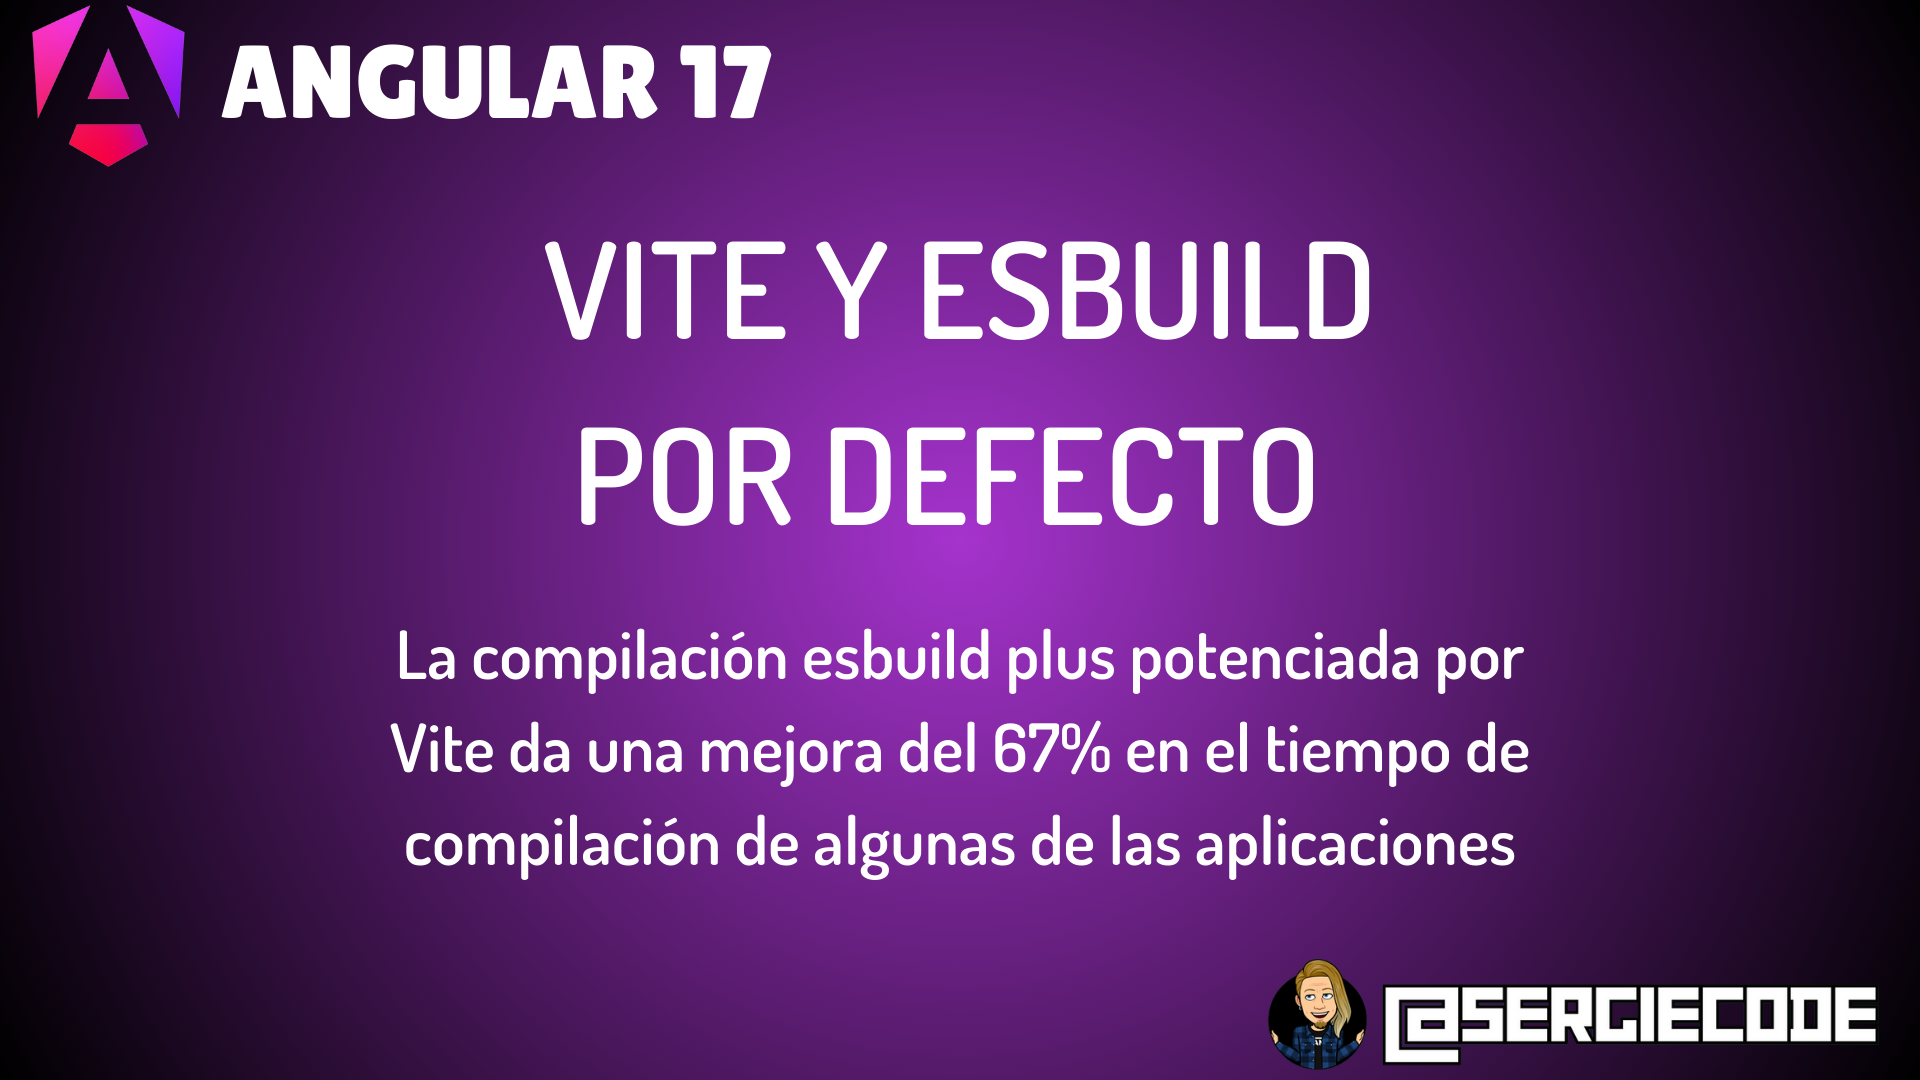 ANGULAR 17
VITE Y ESBUILD
POR DEFECTO
La compilación esbuild plus potenciada por
Vite da una mejora del 67% en el tiempo de
compilación de algunas de las aplicaciones
@SERGIECODE